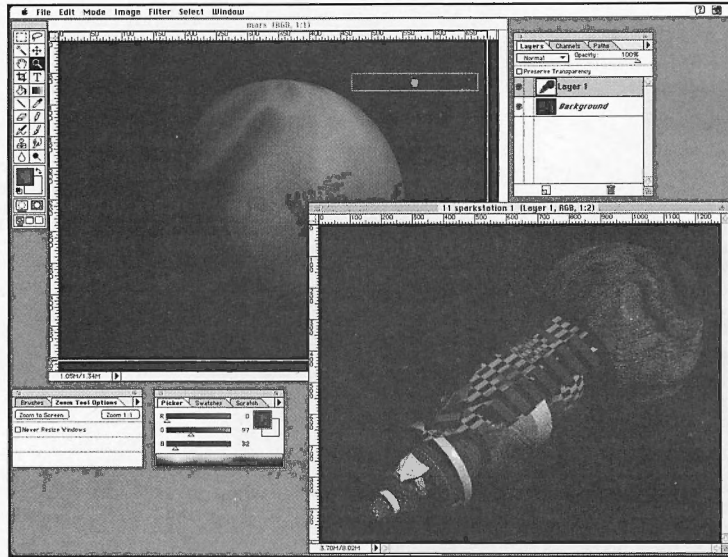 File Edit Mode Image Filter Select Window
mars (RGB, 1:1)
Layers Channels Paths
Normal Opacity: 100%
Preserve Transparency
Layer 1
Background
11 sparkstation 1 (Layer 1, RGB, 1:2)
1.05M/1.34M
Brushes Zoom Tool Options
Zoom to Screen Zoom 1:1
Never Resize Windows
Picker Swatches Scratch
R 0
G 97
B 32
3.70M/8.02M